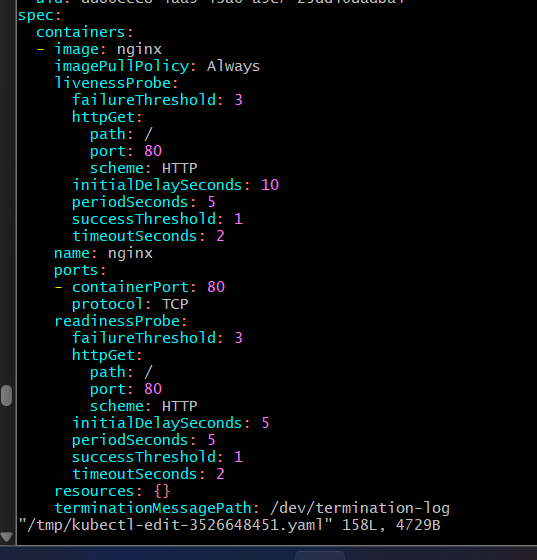 spec:
  containers:
  - image: nginx
    imagePullPolicy: Always
    livenessProbe:
      failureThreshold: 3
      httpGet:
        path: /
        port: 80
        scheme: HTTP
      initialDelaySeconds: 10
      periodSeconds: 5
      successThreshold: 1
      timeoutSeconds: 2
    name: nginx
    ports:
    - containerPort: 80
      protocol: TCP
    readinessProbe:
      failureThreshold: 3
      httpGet:
        path: /
        port: 80
        scheme: HTTP
      initialDelaySeconds: 5
      periodSeconds: 5
      successThreshold: 1
      timeoutSeconds: 2
    resources: {}
    terminationMessagePath: /dev/termination-log
"/tmp/kubectl-edit-3526648451.yaml" 158L, 4729B